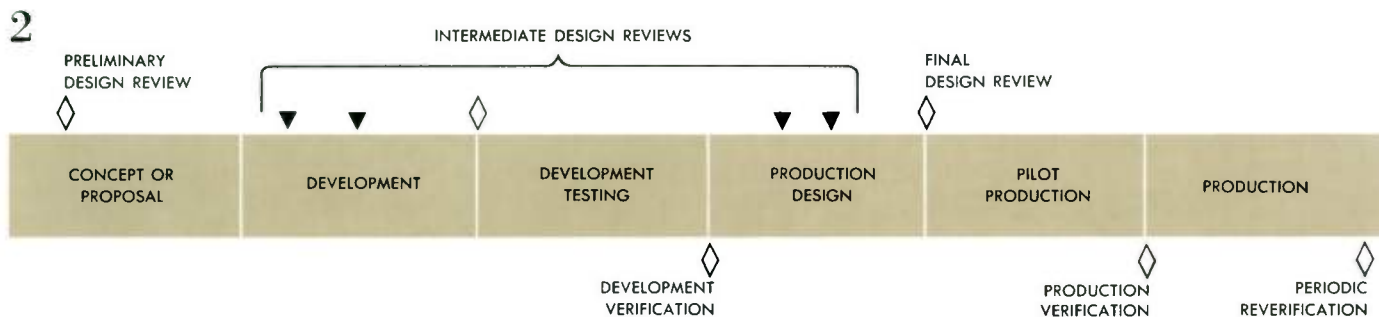 2
INTERMEDIATE DESIGN REVIEWS
PRELIMINARY
DESIGN REVIEW
FINAL
DESIGN REVIEW
CONCEPT OR
PROPOSAL
DEVELOPMENT
DEVELOPMENT
TESTING
PRODUCTION
DESIGN
PILOT
PRODUCTION
PRODUCTION
DEVELOPMENT
VERIFICATION
PRODUCTION
VERIFICATION
PERIODIC
REVERIFICATION